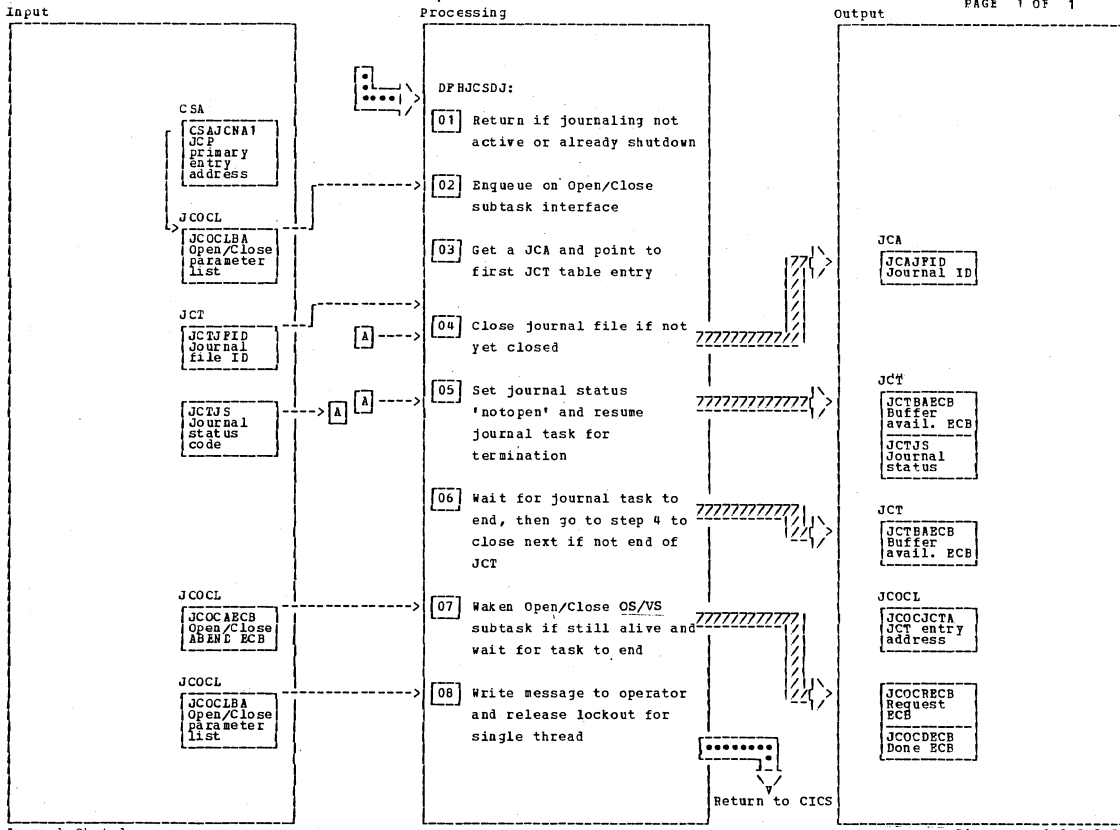 PAGE 1 OF 1
Input
Processing
Output
CSA
CSAJCNA1
JCP
primary
entry
address
JCOCL
JCOCLBA
Open/Close
parameter
list
JCT
JCTJFID
Journal
file ID
JCTJS
Journal
status
code
A
A
A
JCOCL
JCOCAECB
Open/Close
ABEND ECB
JCOCL
JCOCLBA
Open/Close
parameter
list
DFHJCSDJ:
01 Return if journaling not
active or already shutdown
02 Enqueue on Open/Close
subtask interface
03 Get a JCA and point to
first JCT table entry
04 Close journal file if not
yet closed
05 Set journal status
'notopen' and resume
journal task for
termination
06 Wait for journal task to
end, then go to step 4 to
close next if not end of
JCT
07 Waken Open/Close OS/VS
subtask if still alive and
wait for task to end
08 Write message to operator
and release lockout for
single thread
Return to CICS
JCA
JCAJFID
Journal ID
JCT
JCTBAECB
Buffer
avail. ECB
JCTJS
Journal
status
JCT
JCTBAECB
Buffer
avail. ECB
JCOCL
JCOCJCTA
JCT entry
address
JCOCRECB
Request
ECB
JCOCDECB
Done ECB